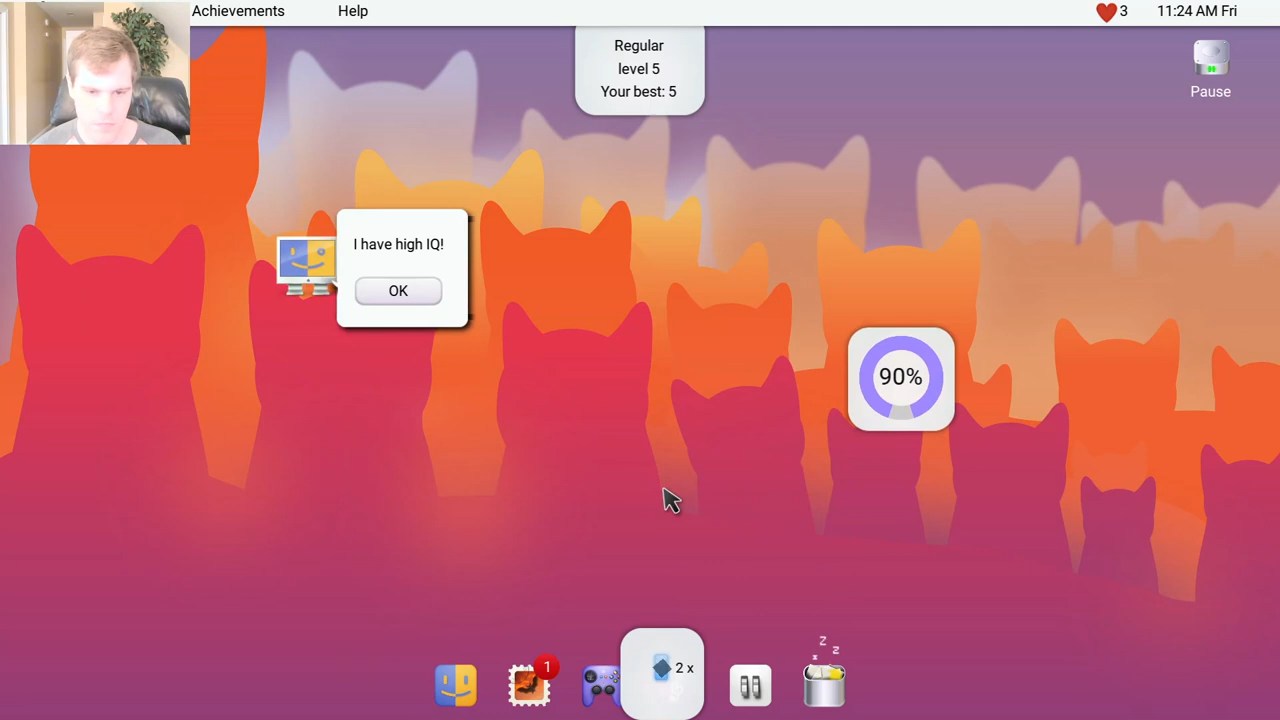 Achievements Help 3 11:24 AM Fri
Regular
level 5
Your best: 5
Pause
I have high IQ!
OK
90%
z
z
z
1
2 x